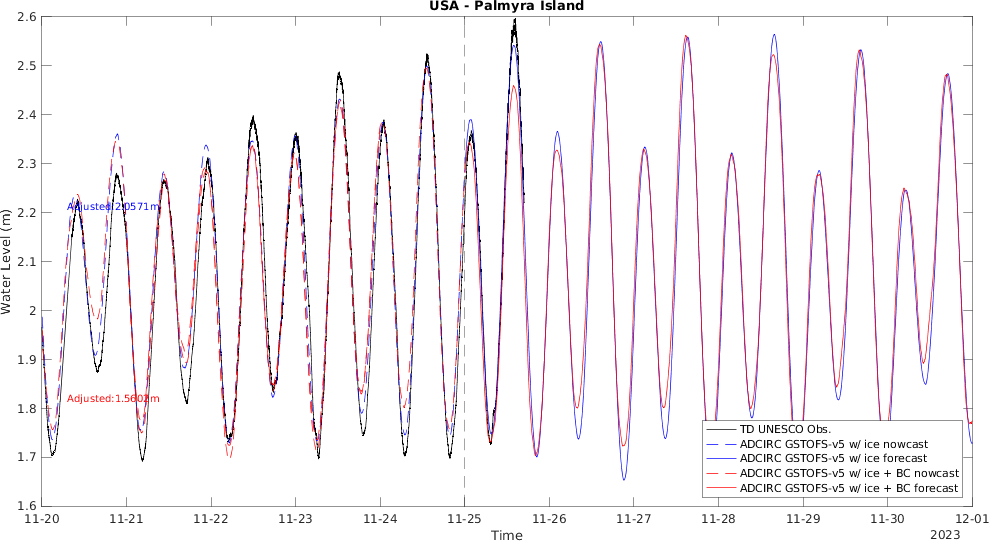 USA - Palmyra Island
2.6
2.5
2.4
2.3
2.2
2.1
2
1.9
1.8
1.7
1.6
Water Level (m)
Adjusted:2.0571m
Adjusted:1.5602m
TD UNESCO Obs.
ADCIRC GSTOFS-v5 w/ ice nowcast
ADCIRC GSTOFS-v5 w/ ice forecast
ADCIRC GSTOFS-v5 w/ ice + BC nowcast
ADCIRC GSTOFS-v5 w/ ice + BC forecast
11-20 11-21 11-22 11-23 11-24 11-25 11-26 11-27 11-28 11-29 11-30 12-01
Time
2023